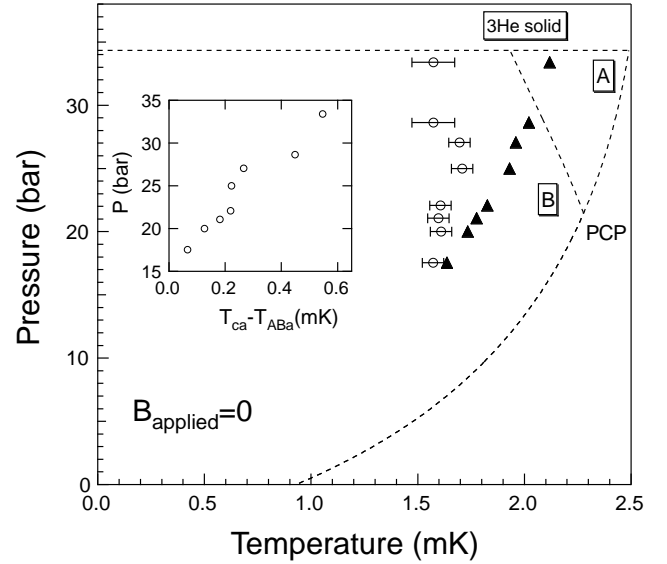 3He solid
A
B
PCP
Pressure (bar)
30
20
10
0
0.0 0.5 1.0 1.5 2.0 2.5
Temperature (mK)
B_applied=0
P (bar)
35
30
25
20
15
0.0 0.2 0.4 0.6
T_ca-T_ABa(mK)